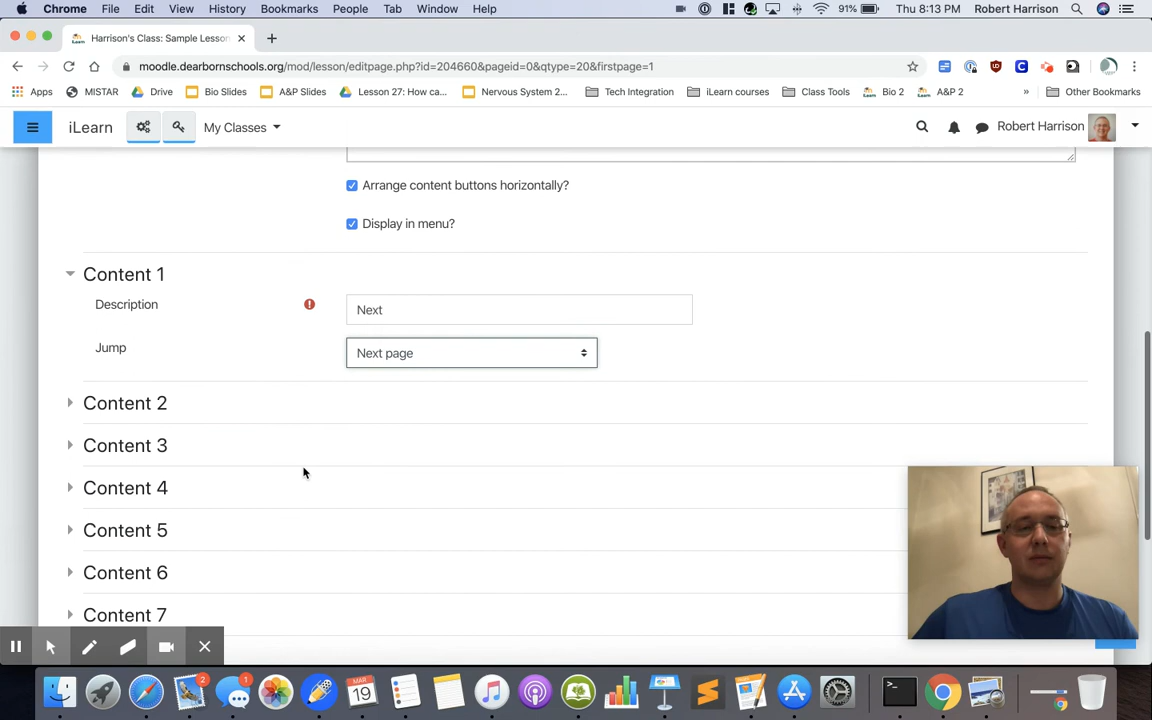 Chrome File Edit View History Bookmarks People Tab Window Help 91% Thu 8:13 PM Robert Harrison
Harrison's Class: Sample Lesson
moodle.dearbornschools.org/mod/lesson/editpage.php?id=204660&pageid=0&qtype=20&firstpage=1
Apps MISTAR Drive Bio Slides A&P Slides Lesson 27: How ca... Nervous System 2... Tech Integration iLearn courses Class Tools Bio 2 A&P 2 » Other Bookmarks
iLearn My Classes Robert Harrison
Arrange content buttons horizontally?
Display in menu?
Content 1
Description Next
Jump Next page
Content 2
Content 3
Content 4
Content 5
Content 6
Content 7
2 1 MAR 19